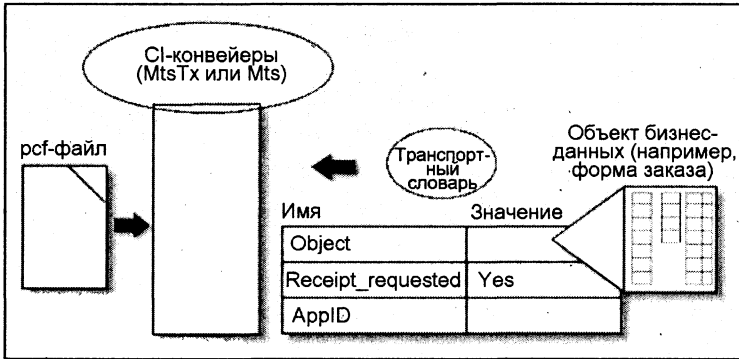 CI-конвейеры
(MtsTx или Mts)
pcf-файл
Транспорт-
ный
словарь
Объект бизнес-
данных (например,
форма заказа)
Имя Значение
Object
Receipt_requested Yes
AppID